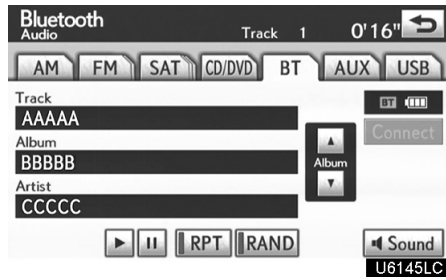 Bluetooth
Audio Track 1 0'16"
AM FM SAT CD/DVD BT AUX USB
Track
AAAAA
BT
Connect
Album
BBBBB
Album
Artist
CCCCC
RPT RAND Sound
U6145LC